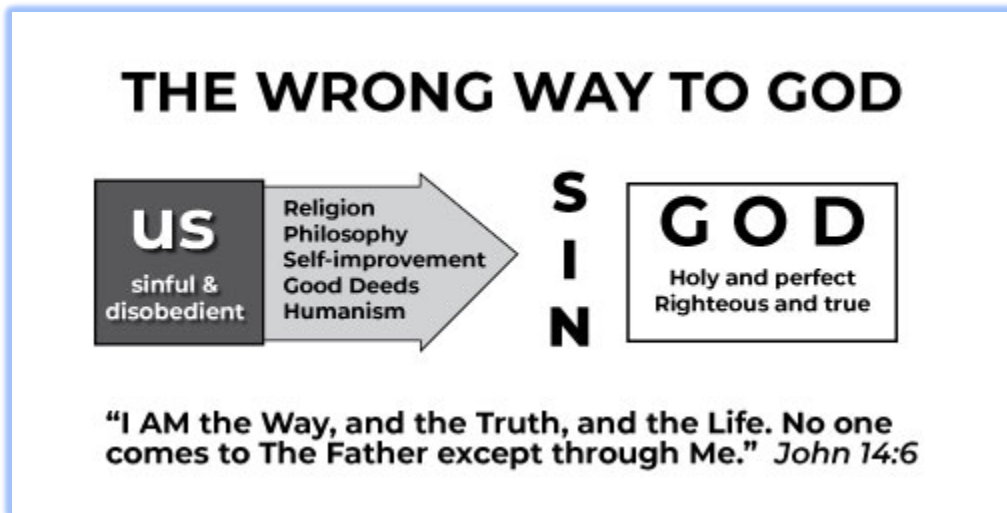 THE WRONG WAY TO GOD
us
sinful &
disobedient
Religion
Philosophy
Self-improvement
Good Deeds
Humanism
S
I
N
G O D
Holy and perfect
Righteous and true
“I AM the Way, and the Truth, and the Life. No one
comes to The Father except through Me.” John 14:6